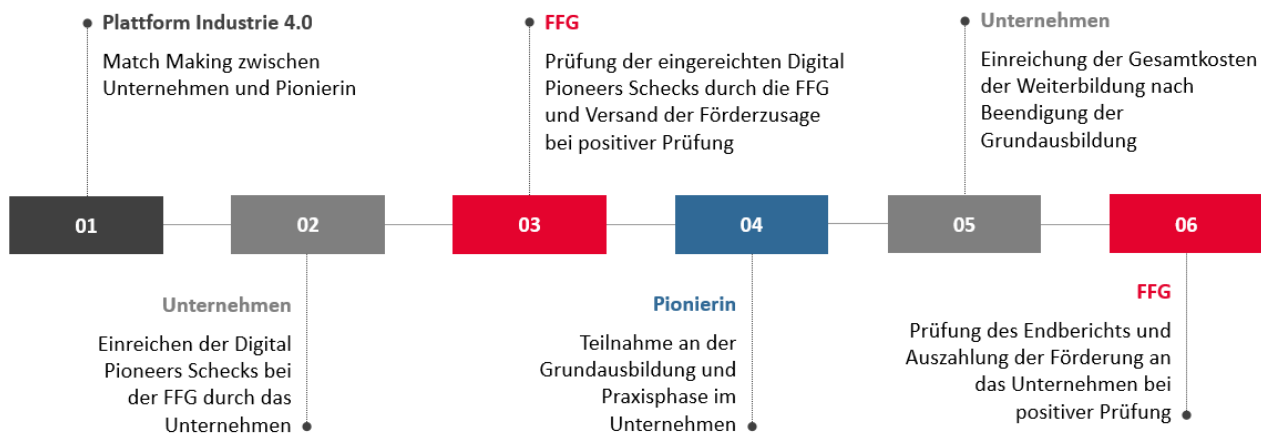 Plattform Industrie 4.0
Match Making zwischen
Unternehmen und Pionierin
FFG
Prüfung der eingereichten Digital
Pioneers Schecks durch die FFG
und Versand der Förderzusage
bei positiver Prüfung
Unternehmen
Einreichung der Gesamtkosten
der Weiterbildung nach
Beendigung der
Grundausbildung
01
02
03
04
05
06
Unternehmen
Einreichen der Digital
Pioneers Schecks bei
der FFG durch das
Unternehmen
Pionierin
Teilnahme an der
Grundausbildung und
Praxisphase im
Unternehmen
FFG
Prüfung des Endberichts und
Auszahlung der Förderung an
das Unternehmen bei
positiver Prüfung